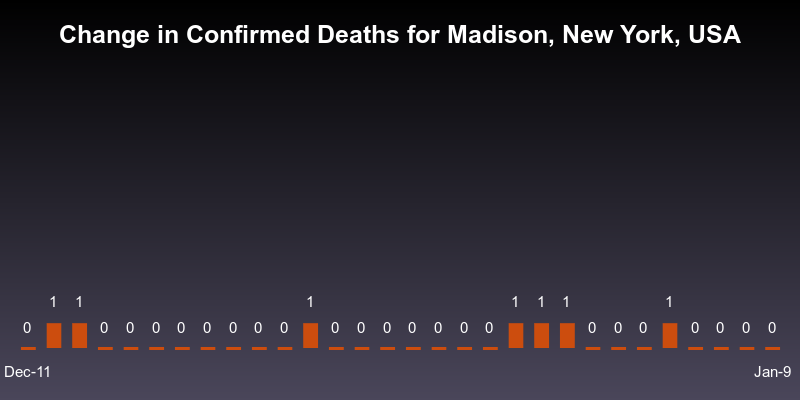 Change in Confirmed Deaths for Madison, New York, USA
1 1 1 1 1 1 1
0 0 0 0 0 0 0 0 0 0 0 0 0 0 0 0 0 0 0 0 0 0 0
Dec-11 Jan-9